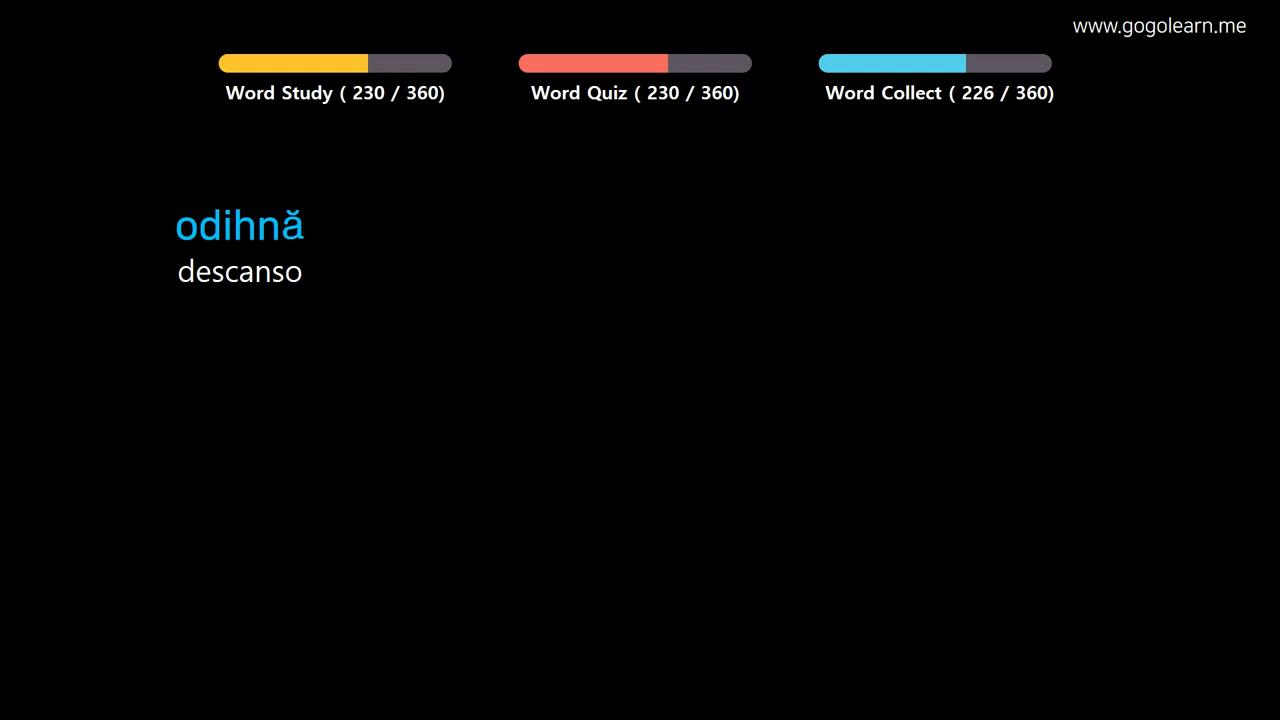 www.gogolearn.me
Word Study ( 230 / 360)
Word Quiz ( 230 / 360)
Word Collect ( 226 / 360)
odihnă
descanso